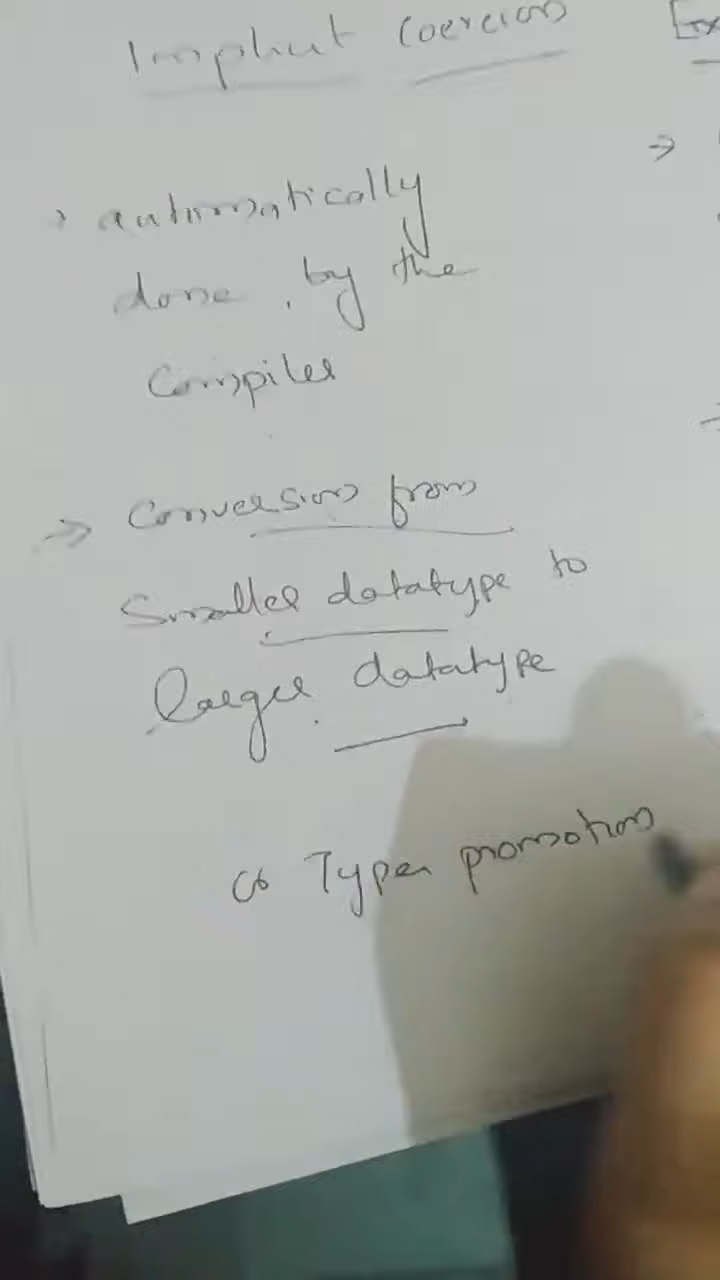 Implicit Coercion
→ automatically
done by the
Compiler
→ Conversion from
Smaller datatype to
larger datatype
or Type promotion
→